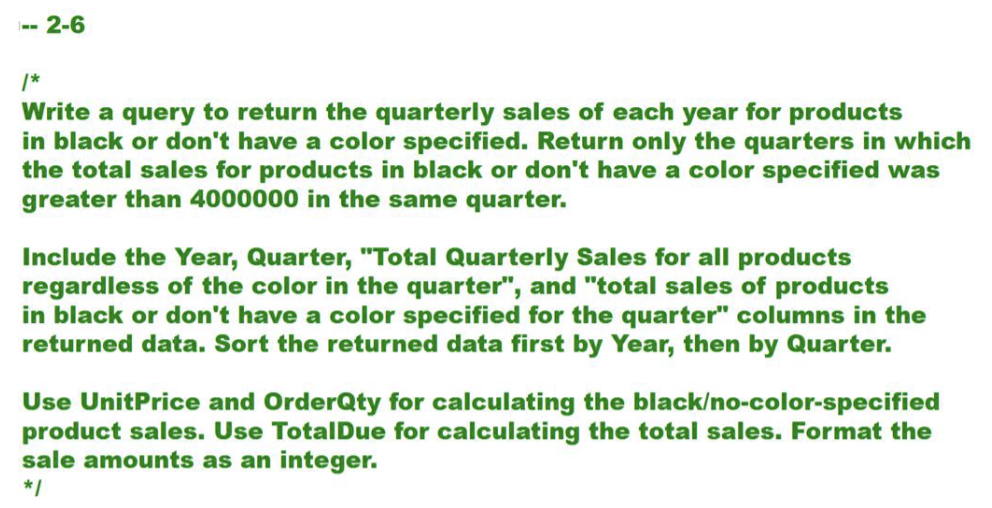 -- 2-6
/*
Write a query to return the quarterly sales of each year for products
in black or don't have a color specified. Return only the quarters in which
the total sales for products in black or don't have a color specified was
greater than 4000000 in the same quarter.
Include the Year, Quarter, "Total Quarterly Sales for all products
regardless of the color in the quarter", and "total sales of products
in black or don't have a color specified for the quarter" columns in the
returned data. Sort the returned data first by Year, then by Quarter.
Use UnitPrice and OrderQty for calculating the black/no-color-specified
product sales. Use TotalDue for calculating the total sales. Format the
sale amounts as an integer.
*/